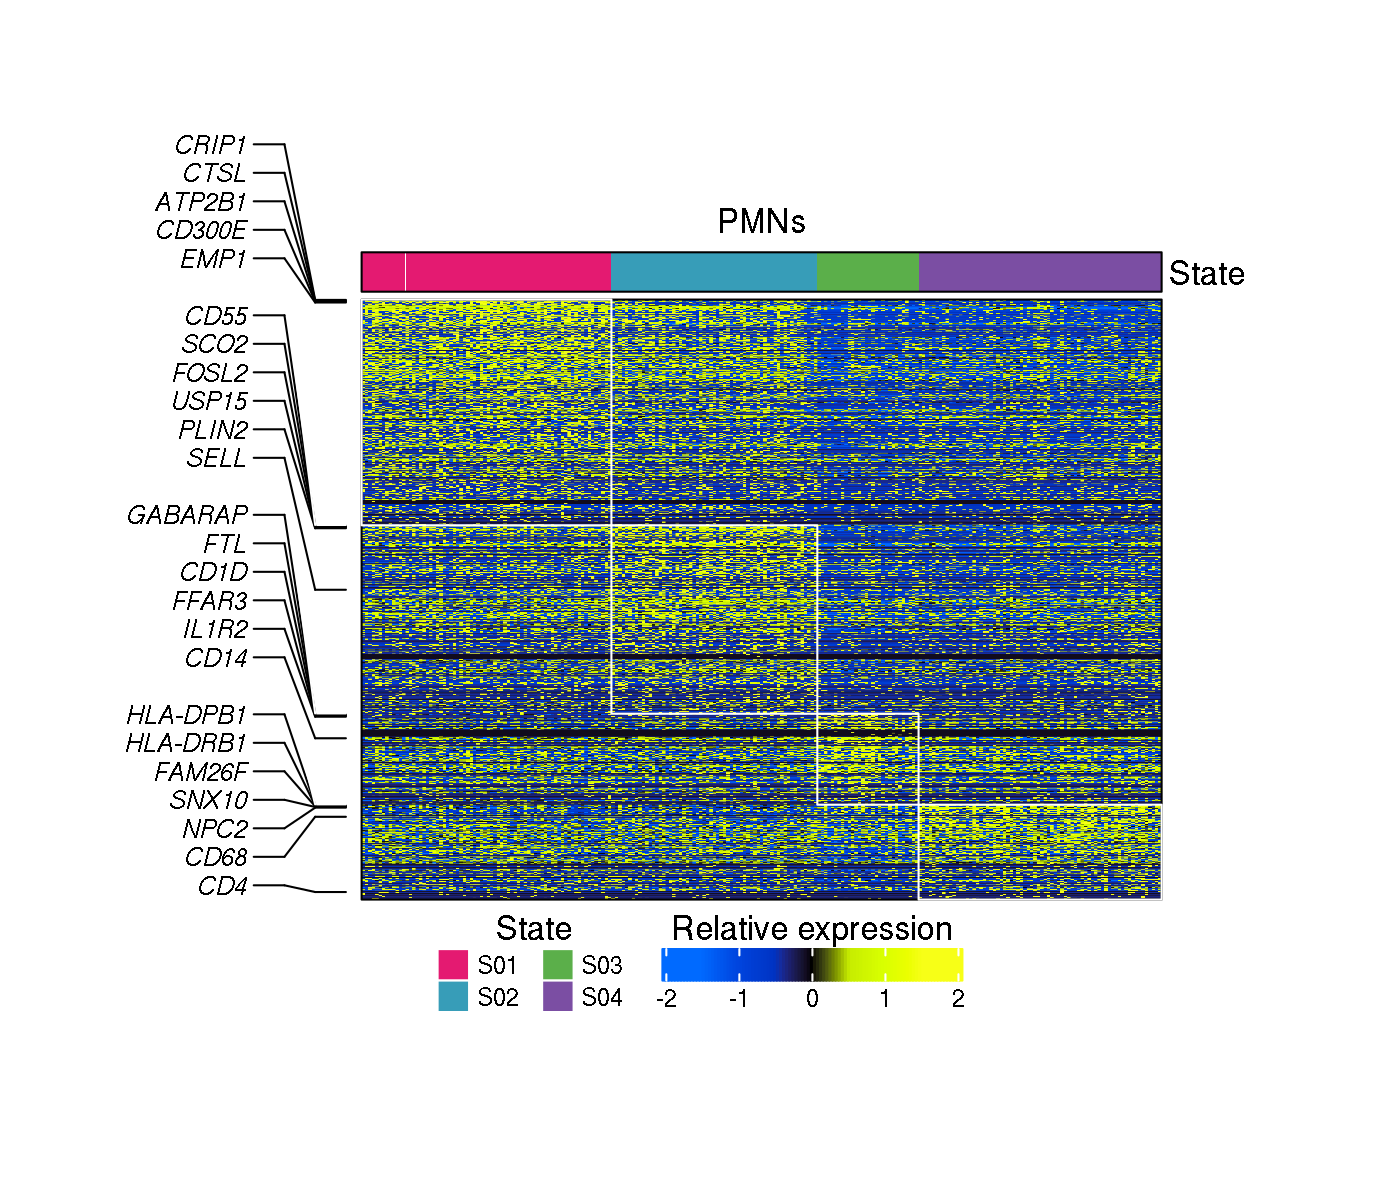 CRIP1
CTSL
ATP2B1
CD300E
EMP1
CD55
SCO2
FOSL2
USP15
PLIN2
SELL
GABARAP
FTL
CD1D
FFAR3
IL1R2
CD14
HLA-DPB1
HLA-DRB1
FAM26F
SNX10
NPC2
CD68
CD4
PMNs
State
State
S01
S03
S02
S04
Relative expression
-2 -1 0 1 2